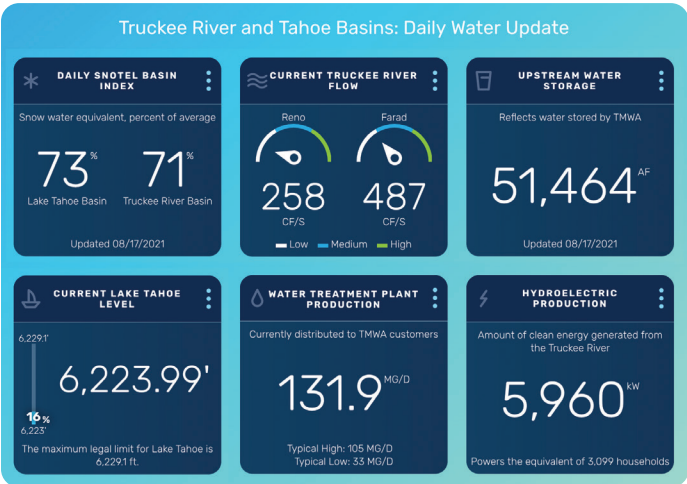 Truckee River and Tahoe Basins: Daily Water Update
DAILY SNOTEL BASIN
INDEX
Snow water equivalent, percent of average
73%
71%
Lake Tahoe Basin
Truckee River Basin
Updated 08/17/2021
CURRENT TRUCKEE RIVER
FLOW
Reno
Farad
258
487
CF/S
CF/S
Low Medium High
UPSTREAM WATER
STORAGE
Reflects water stored by TMWA
51,464 AF
Updated 08/17/2021
CURRENT LAKE TAHOE
LEVEL
6,229.1'
6,223.99'
16%
6,223'
The maximum legal limit for Lake Tahoe is
6,229.1 ft.
WATER TREATMENT PLANT
PRODUCTION
Currently distributed to TMWA customers
131.9 MG/D
Typical High: 105 MG/D
Typical Low: 33 MG/D
HYDROELECTRIC
PRODUCTION
Amount of clean energy generated from
the Truckee River
5,960 kW
Powers the equivalent of 3,099 households